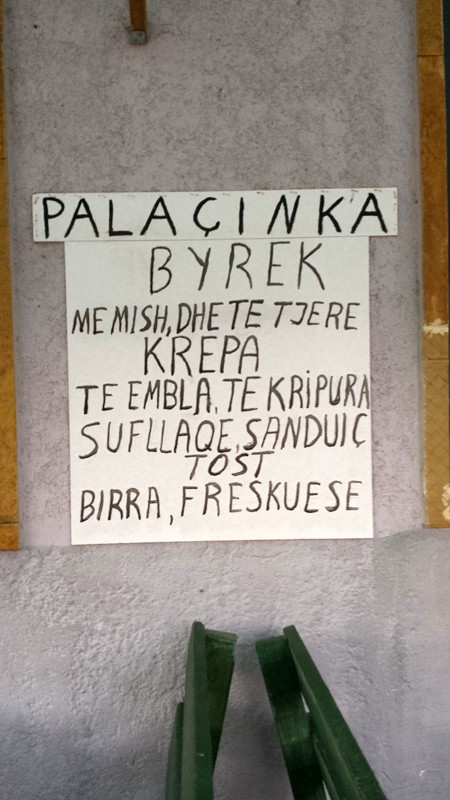 PALAÇINKA
BYREK
ME MISH, DHE TE TJERE
KREPA
TE EMBLA, TE KRIPURA
SUFLLAQE, SANDUIÇ
TOST
BIRRA, FRESKUESE